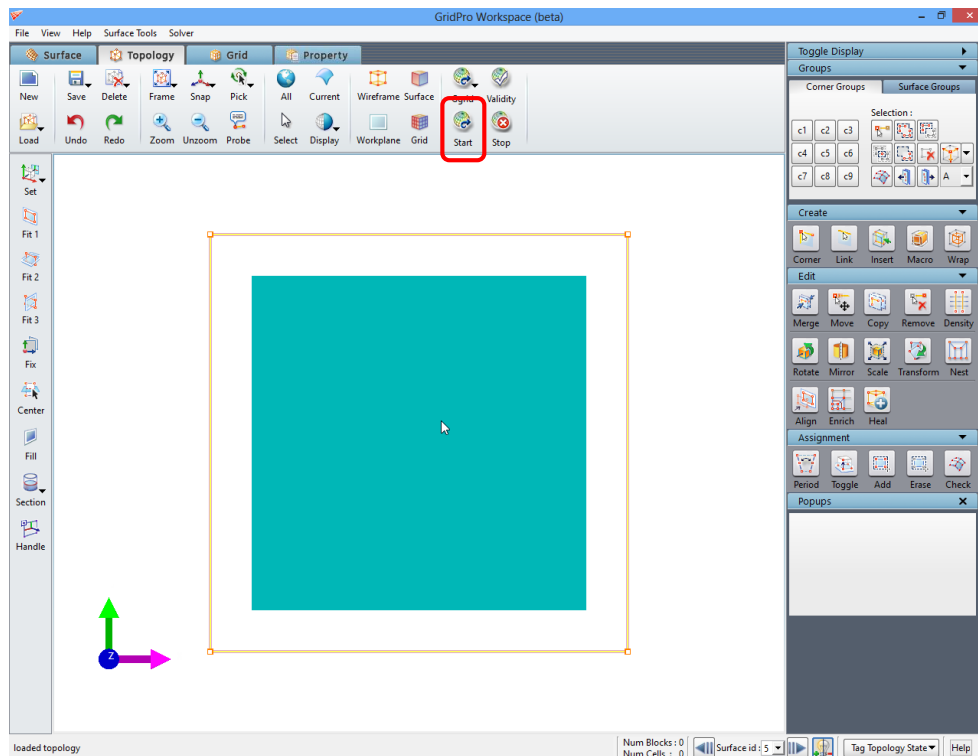 GridPro Workspace (beta)
File View Help Surface Tools Solver
Surface Topology Grid Property
New Save Delete Frame Snap Pick All Current Wireframe Surface Ggrid Validity
Load Undo Redo Zoom Unzoom Probe Select Display Workplane Grid Start Stop
Set
Fit 1
Fit 2
Fit 3
Fix
Center
Fill
Section
Handle
Z
Toggle Display
Groups
Corner Groups Surface Groups
Selection :
c1 c2 c3
c4 c5 c6
c7 c8 c9 A
Create
Corner Link Insert Macro Wrap
Edit
Merge Move Copy Remove Density
Rotate Mirror Scale Transform Nest
Align Enrich Heal
Assignment
Period Toggle Add Erase Check
Popups
loaded topology
Num Blocks : 0
Num Cells : 0
Surface id : 5
Tag Topology State
Help